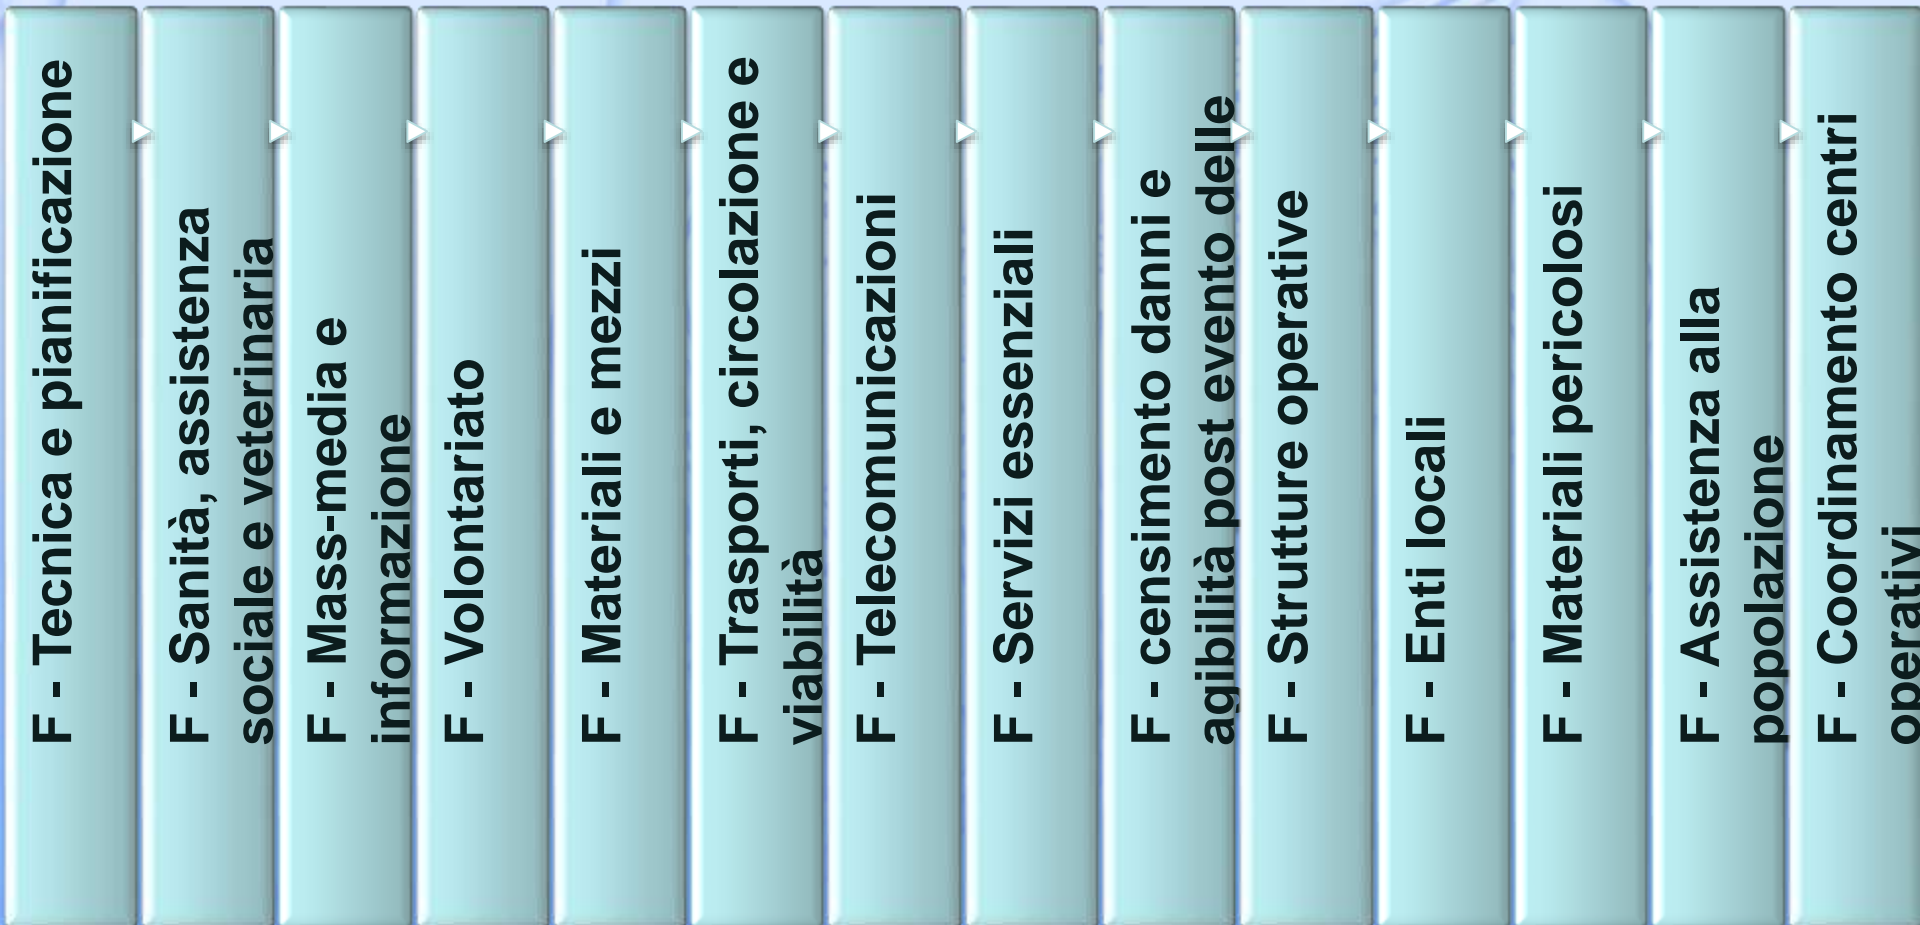 F - Tecnica e pianificazione
F - Sanità, assistenza
sociale e veterinaria
F - Mass-media e
informazione
F - Volontariato
F - Materiali e mezzi
F - Trasporti, circolazione e
viabilità
F - Telecomunicazioni
F - Servizi essenziali
F - censimento danni e
agibilità post evento delle
F - Strutture operative
F - Enti locali
F - Materiali pericolosi
F - Assistenza alla
popolazione
F - Coordinamento centri
operativi